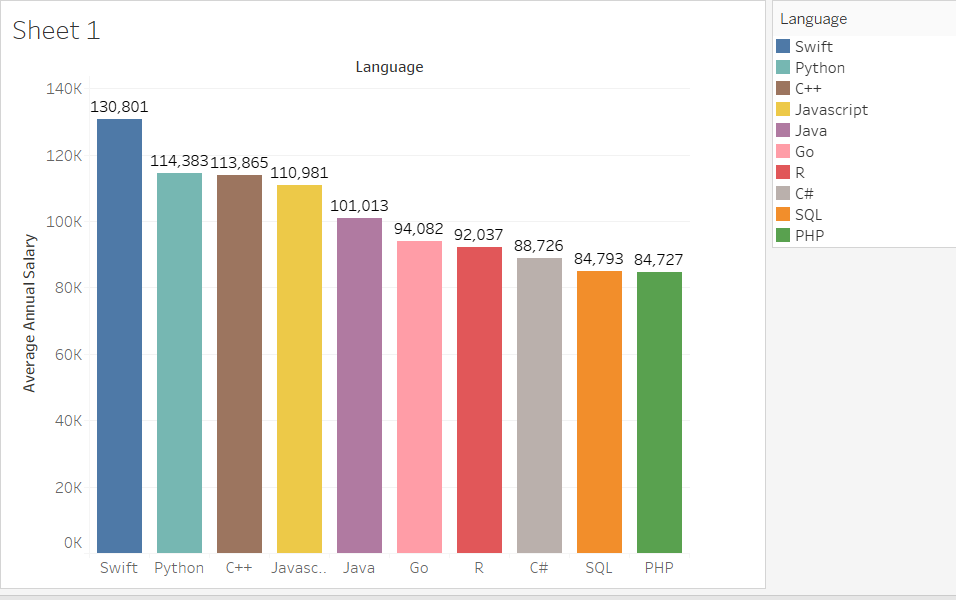 Sheet 1
Language
140K
120K
100K
80K
60K
40K
20K
0K
Average Annual Salary
130,801
114,383
113,865
110,981
101,013
94,082
92,037
88,726
84,793
84,727
Swift Python C++ Javasc.. Java Go R C# SQL PHP
Language
Swift
Python
C++
Javascript
Java
Go
R
C#
SQL
PHP